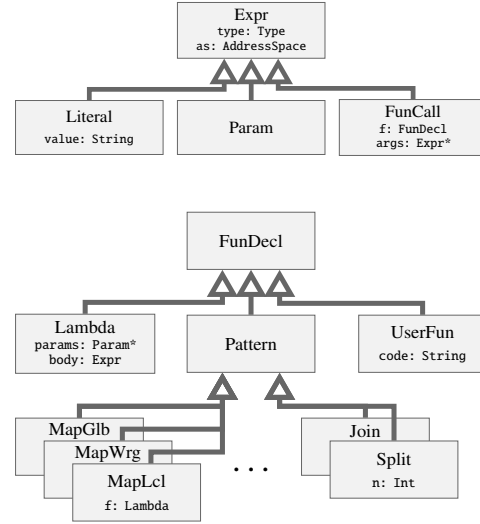 Expr
type: Type
as: AddressSpace
Literal
value: String
Param
FunCall
f: FunDecl
args: Expr*
FunDecl
Lambda
params: Param*
body: Expr
Pattern
UserFun
code: String
MapGlb
MapWrg
MapLcl
f: Lambda
...
Join
Split
n: Int